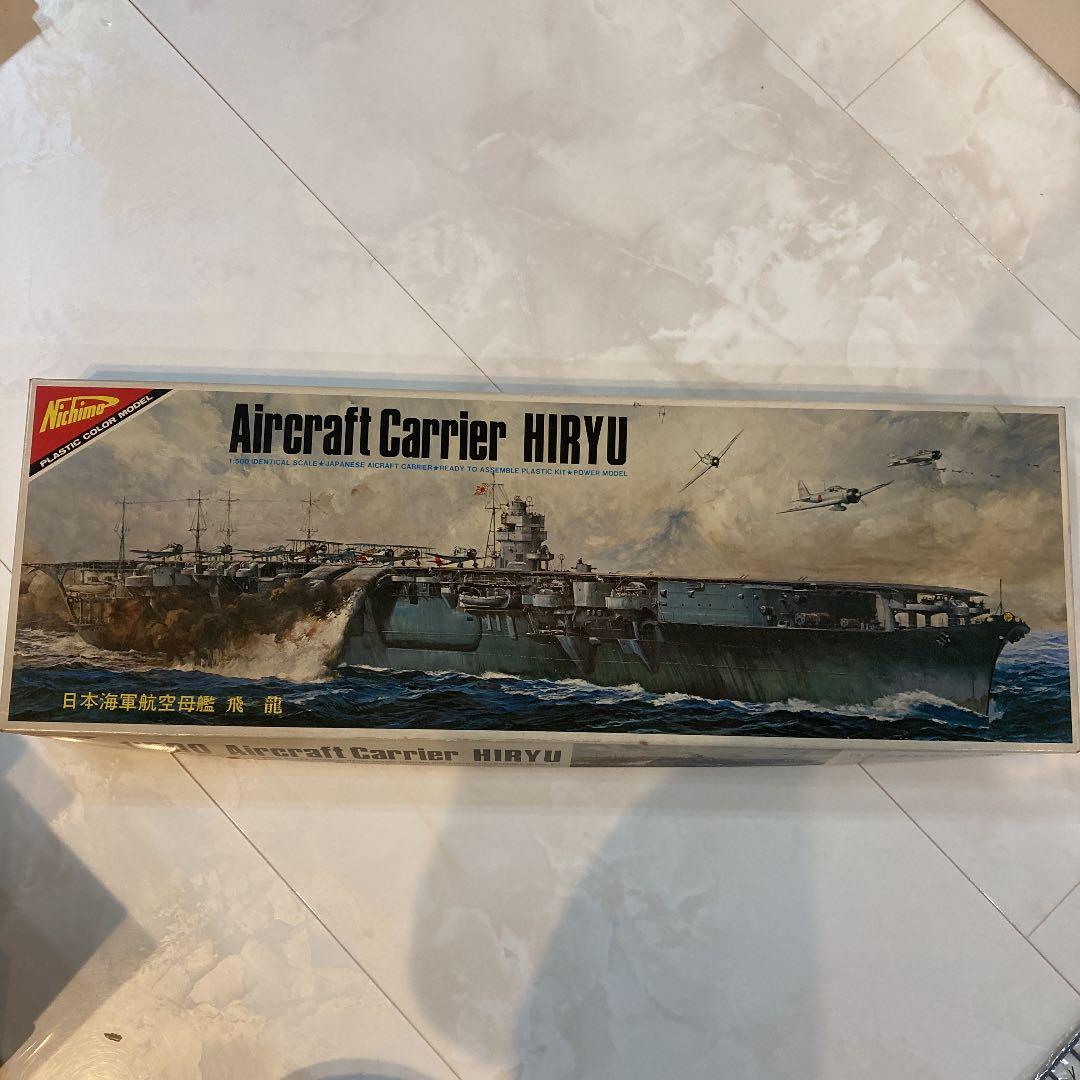 Nichimo
PLASTIC COLOR MODEL
Aircraft Carrier HIRYU
1:500 IDENTICAL SCALE★JAPANESE AICRAFT CARRIER★READY TO ASSEMBLE PLASTIC KIT★POWER MODEL
日本海軍航空母艦 飛 龍
Aircraft Carrier HIRYU